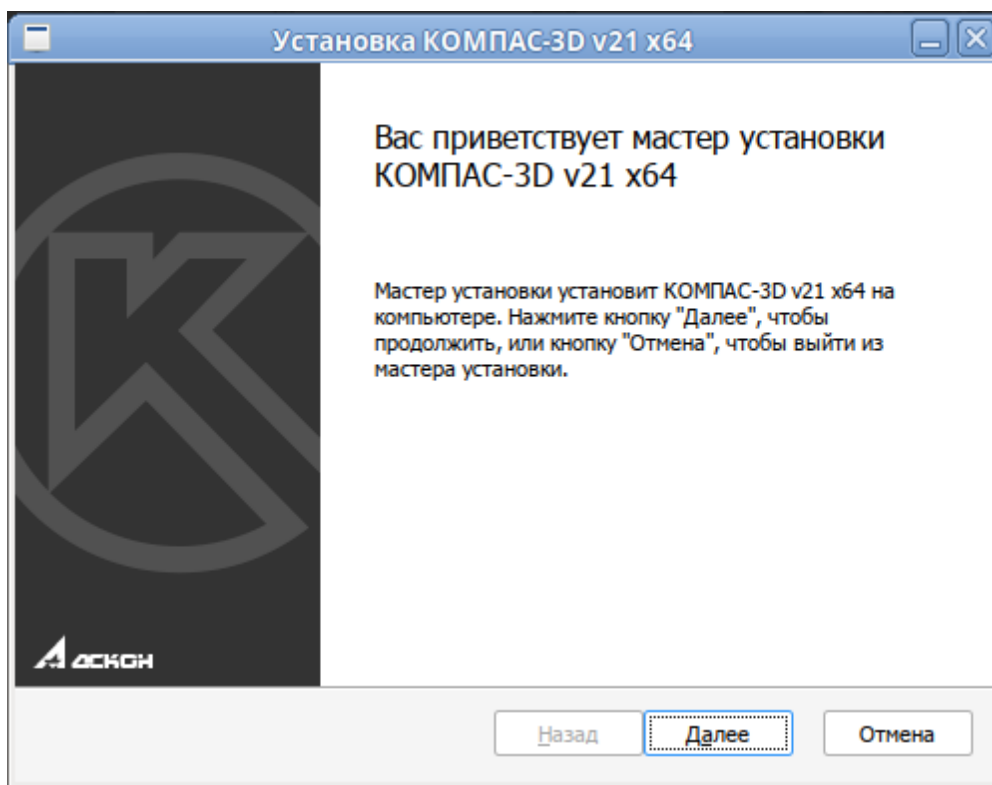 Установка КОМПАС-3D v21 x64
Вас приветствует мастер установки
КОМПАС-3D v21 x64
Мастер установки установит КОМПАС-3D v21 x64 на
компьютере. Нажмите кнопку "Далее", чтобы
продолжить, или кнопку "Отмена", чтобы выйти из
мастера установки.
АСКОН
Назад
Далее
Отмена